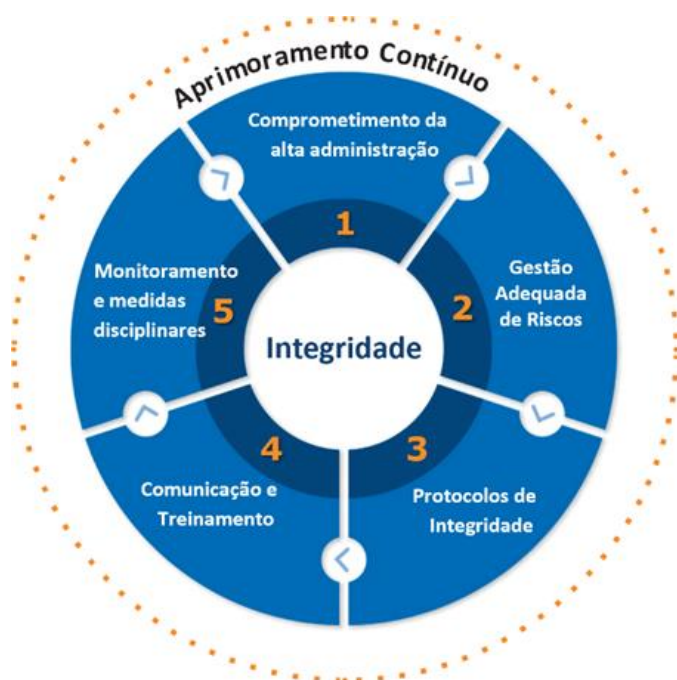 Aprimoramento Contínuo
Comprometimento da
alta administração
1
Gestão
Adequada
de Riscos
2
Protocolos de
Integridade
3
Comunicação e
Treinamento
4
Monitoramento
e medidas
disciplinares
5
Integridade